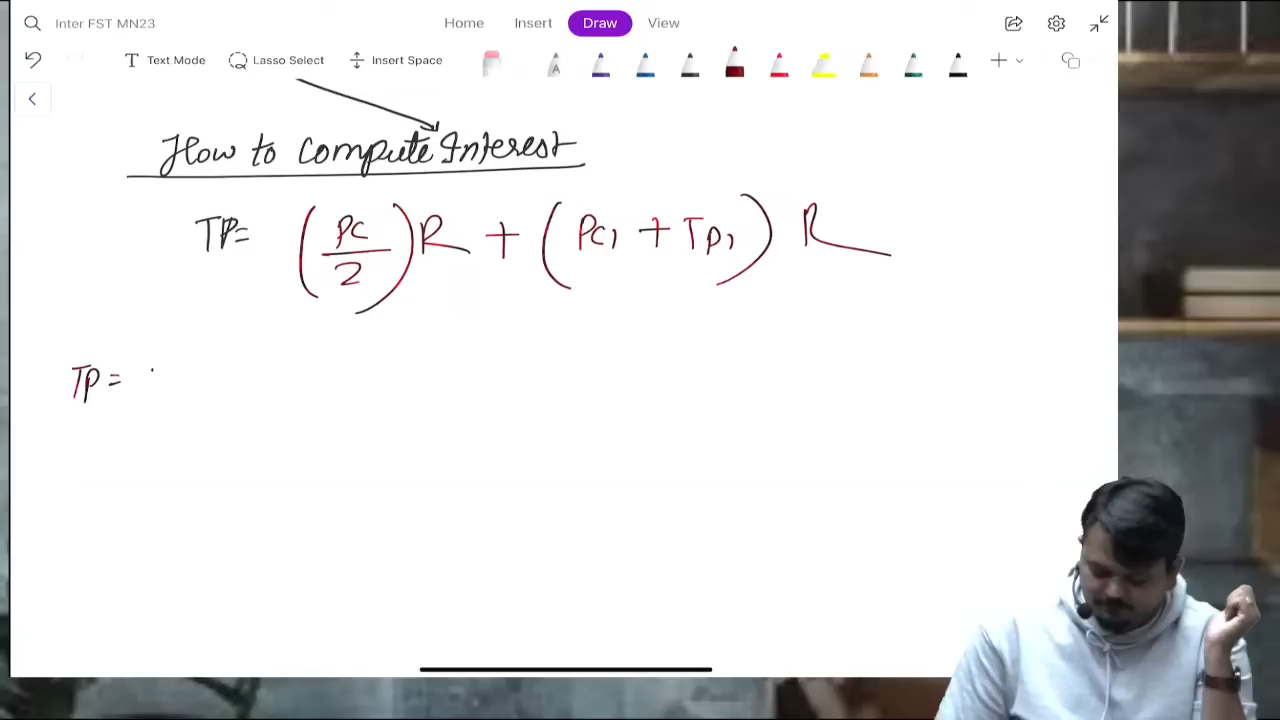 Inter FST MN23
Home Insert Draw View
Text Mode Lasso Select Insert Space
How to Compute Interest
TP= (PC/2)R + (PC1 + TP1) R
TP =